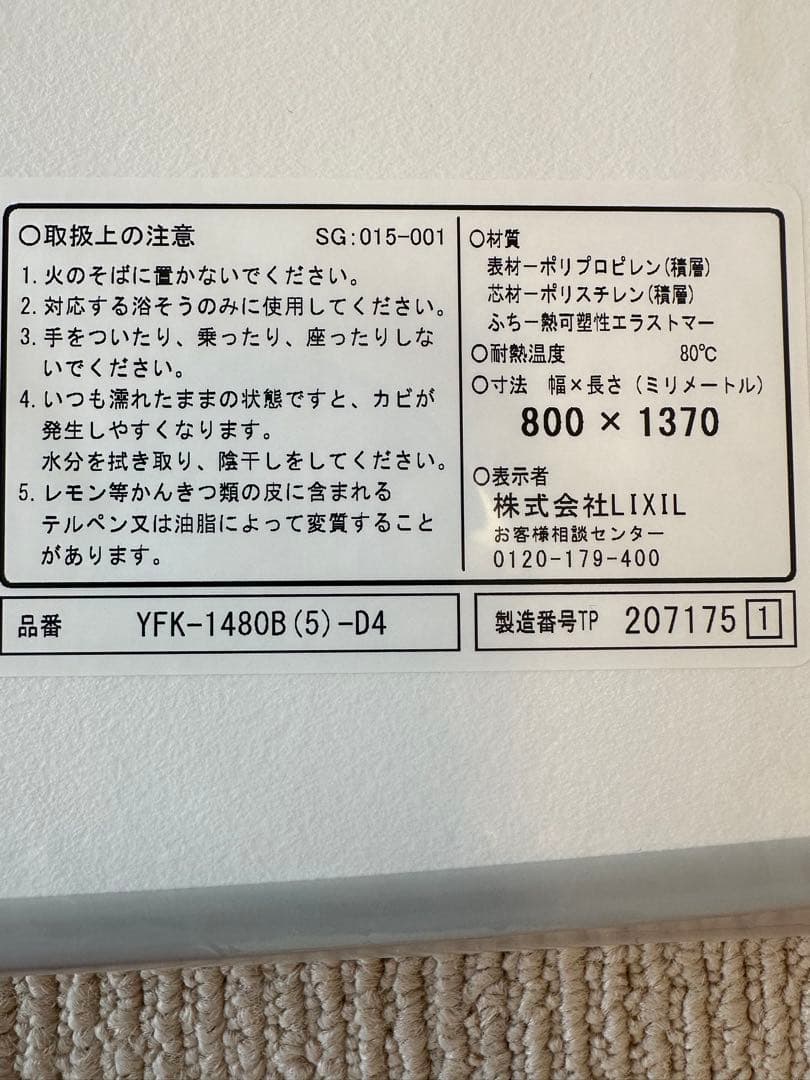 ○取扱上の注意 SG:015-001
1.火のそばに置かないでください。
2.対応する浴そうのみに使用してください。
3.手をついたり、乗ったり、座ったりしな
いでください。
4.いつも濡れたままの状態ですと、カビが
発生しやすくなります。
水分を拭き取り、陰干しをしてください。
5.レモン等かんきつ類の皮に含まれる
テルペン又は油脂によって変質すること
があります。
○材質
表材ーポリプロピレン(積層)
芯材ーポリスチレン(積層)
ふちー熱可塑性エラストマー
○耐熱温度 80℃
○寸法 幅×長さ(ミリメートル)
800 × 1370
○表示者
株式会社LIXIL
お客様相談センター
0120-179-400
品番 YFK-1480B(5)-D4
製造番号TP 207175 1